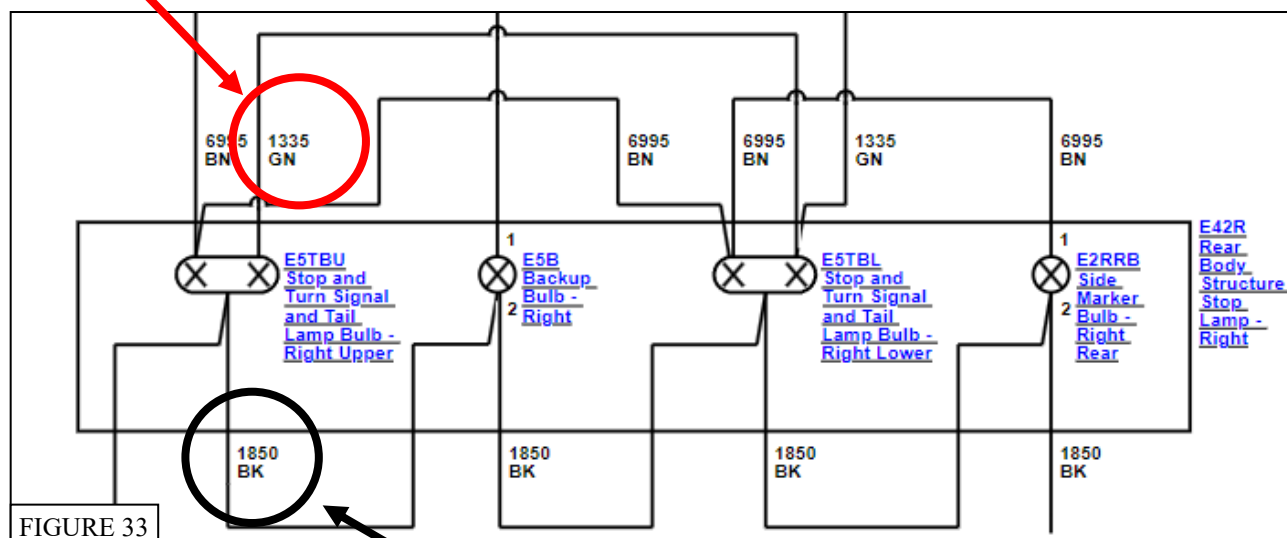 6995
BN
1335
GN
6995
BN
6995
BN
1335
GN
6995
BN
E5TBU
Stop and
Turn Signal
and Tail
Lamp Bulb -
Right Upper
1
E5B
Backup
Bulb -
Right
2
E5TBL
Stop and
Turn Signal
and Tail
Lamp Bulb -
Right Lower
1
E2RRB
Side
Marker
Bulb -
Right
Rear
2
E42R
Rear
Body
Structure
Stop
Lamp -
Right
1850
BK
1850
BK
1850
BK
1850
BK
FIGURE 33